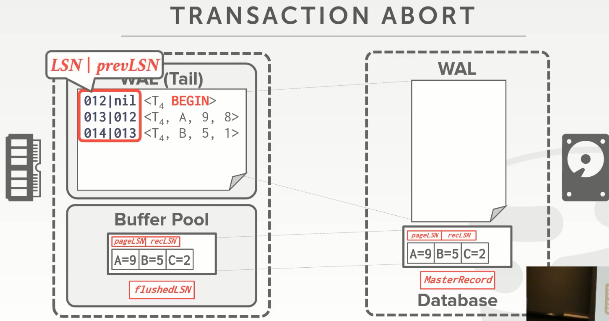 TRANSACTION ABORT
LSN | prevLSN
WAL (Tail)
012|nil <T4 BEGIN>
013|012 <T4, A, 9, 8>
014|013 <T4, B, 5, 1>
Buffer Pool
pageLSN recLSN
A=9 B=5 C=2
flushedLSN
WAL
pageLSN recLSN
A=9 B=5 C=2
MasterRecord
Database